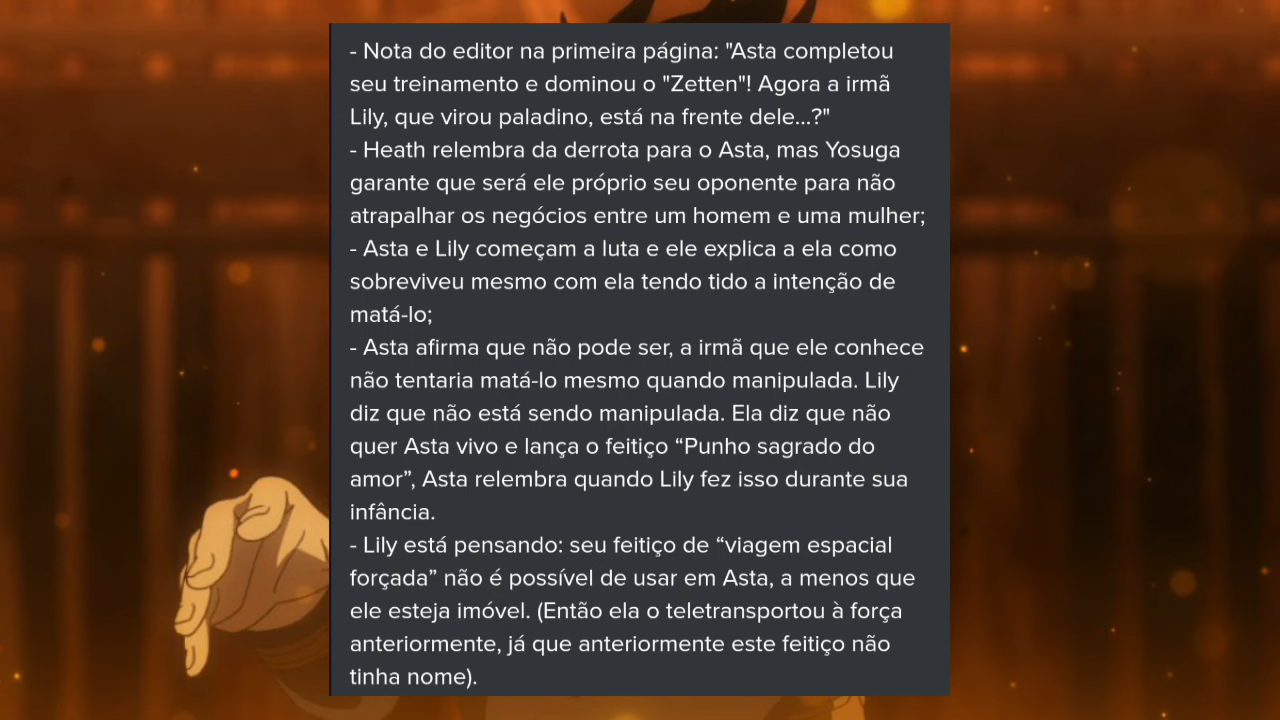 - Nota do editor na primeira página: "Asta completou
seu treinamento e dominou o "Zetten"! Agora a irmã
Lily, que virou paladino, está na frente dele...?"
- Heath relembra da derrota para o Asta, mas Yosuga
garante que será ele próprio seu oponente para não
atrapalhar os negócios entre um homem e uma mulher;
- Asta e Lily começam a luta e ele explica a ela como
sobreviveu mesmo com ela tendo tido a intenção de
matá-lo;
- Asta afirma que não pode ser, a irmã que ele conhece
não tentaria matá-lo mesmo quando manipulada. Lily
diz que não está sendo manipulada. Ela diz que não
quer Asta vivo e lança o feitiço “Punho sagrado do
amor”, Asta relembra quando Lily fez isso durante sua
infância.
- Lily está pensando: seu feitiço de “viagem espacial
forçada” não é possível de usar em Asta, a menos que
ele esteja imóvel. (Então ela o teletransportou à força
anteriormente, já que anteriormente este feitiço não
tinha nome).